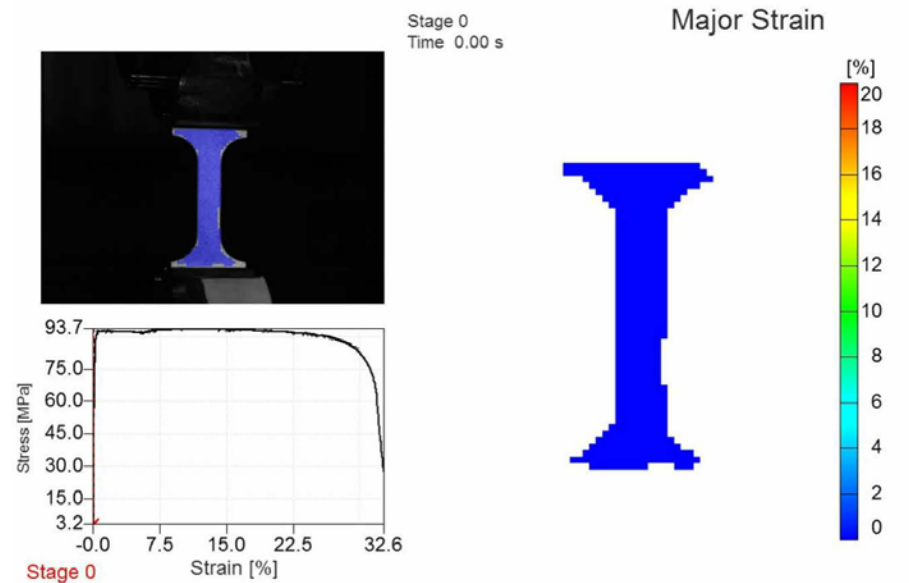 Stage 0
Time 0.00 s
Major Strain
[%]
20
18
16
14
12
10
8
6
4
2
0
93.7
75.0
60.0
45.0
30.0
15.0
3.2
Stress [MPa]
-0.0 7.5 15.0 22.5 32.6
Strain [%]
Stage 0